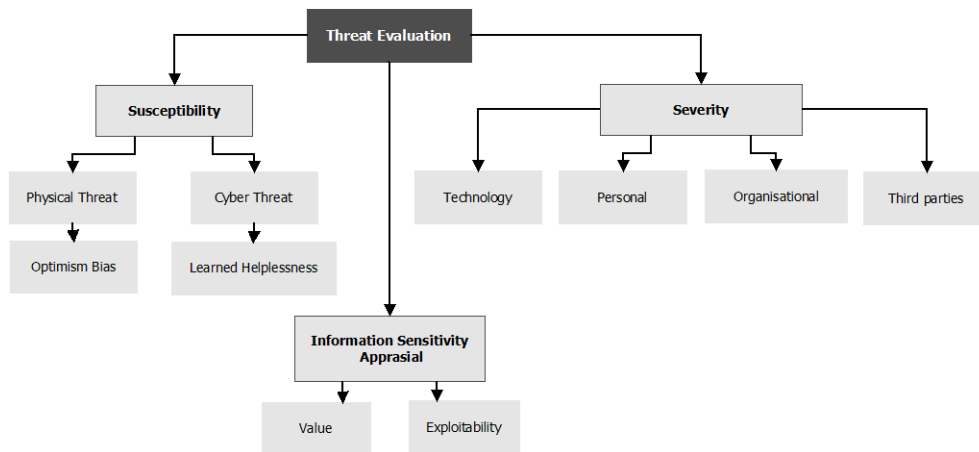 Threat Evaluation
Susceptibility
Severity
Physical Threat
Cyber Threat
Technology
Personal
Organisational
Third parties
Optimism Bias
Learned Helplessness
Information Sensitivity
Apprasial
Value
Exploitability